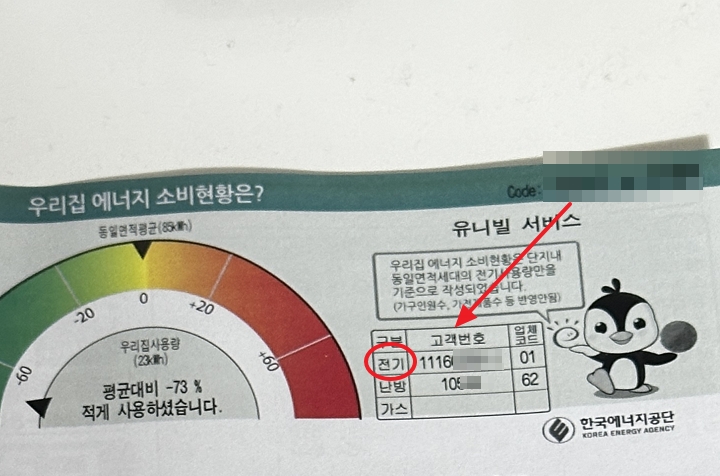 우리집 에너지 소비현황은?
Code:
동일면적평균(85kWh)
-60
-20
0
+20
+60
우리집사용량
(23kWh)
평균대비 -73 %
적게 사용하셨습니다.
유니빌 서비스
우리집 에너지 소비현황은 단지내
동일면적세대의 전기사용량만을
기준으로 작성되었습니다.
(가구인원수, 가전제품수 등 반영안됨)
구분 고객번호 업체코드
전기 1116 01
난방 105 62
가스
한국에너지공단
KOREA ENERGY AGENCY